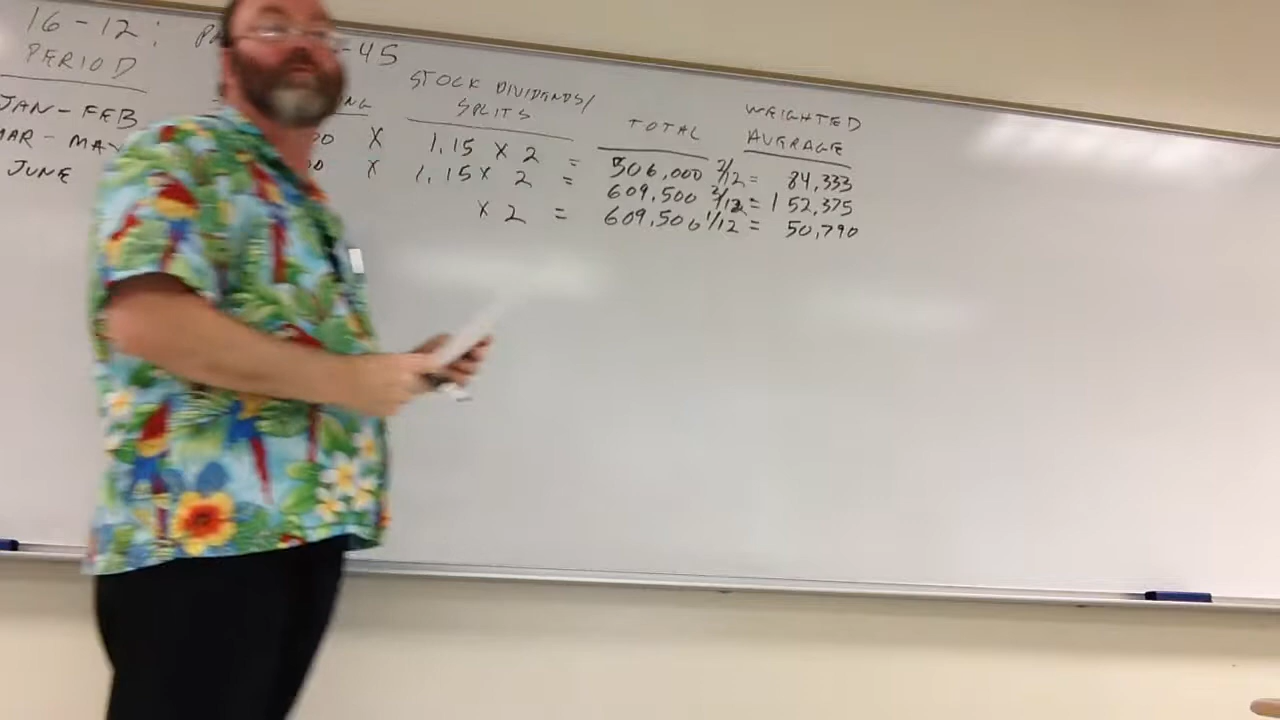 16-12: -45
PERIOD STOCK DIVIDENDS/ SPLITS TOTAL WEIGHTED AVERAGE
JAN-FEB X 1.15 X 2 = 506,000 2/12 = 84,333
MAR-MAY X 1.15 X 2 = 609,500 /12 = 152,375
JUNE X 2 = 609,500 1/12 = 50,790